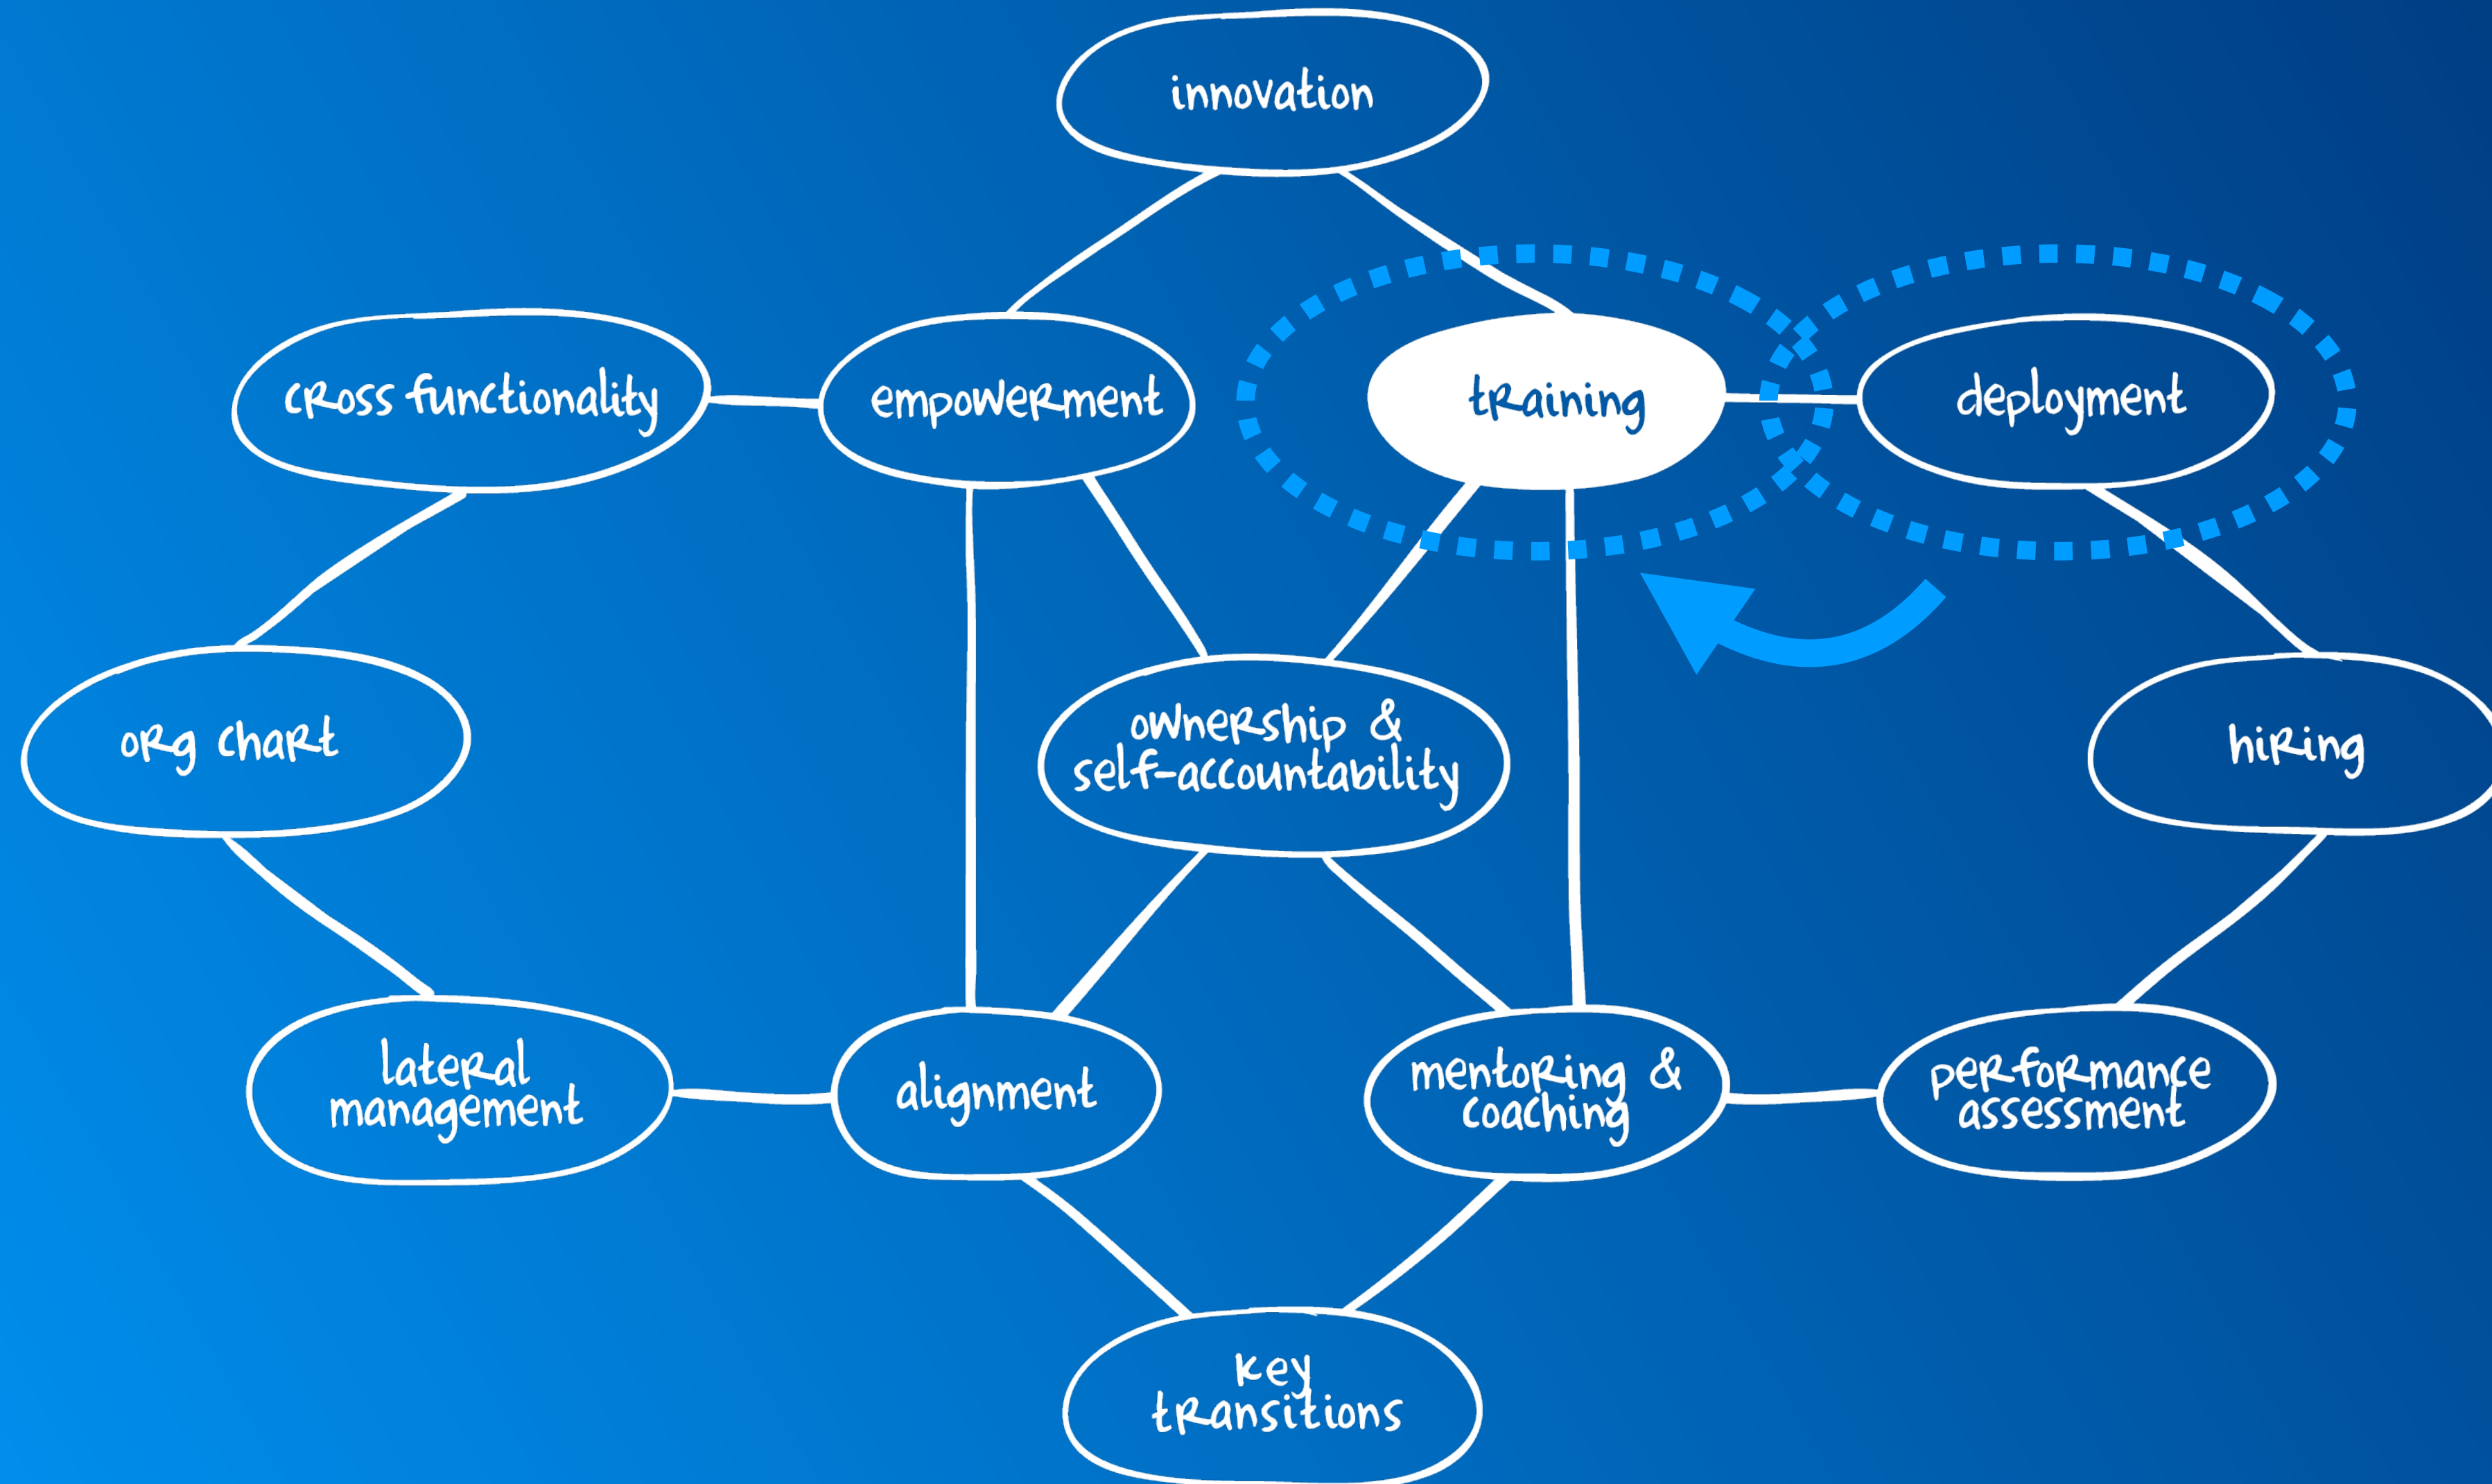 innovation
cross functionality
empowerment
training
deployment
org chart
ownership &
self-accountability
hiring
lateral
management
alignment
mentoring &
coaching
performance
assessment
key
transitions